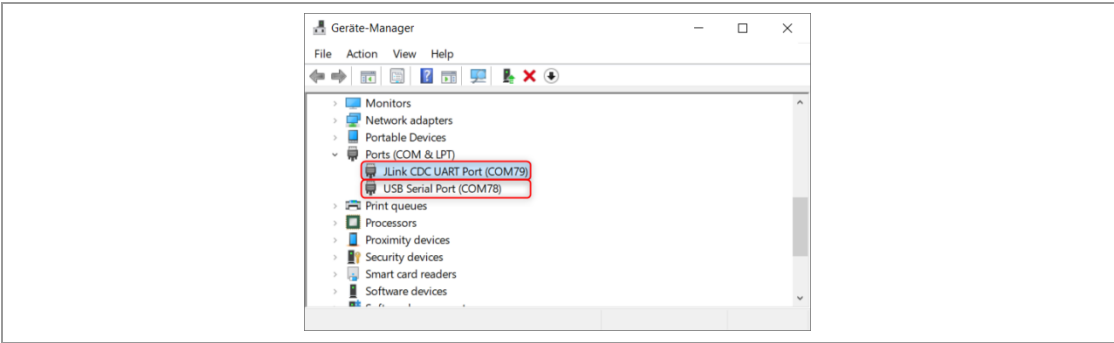 Geräte-Manager
File Action View Help
Monitors
Network adapters
Portable Devices
Ports (COM & LPT)
JLink CDC UART Port (COM79)
USB Serial Port (COM78)
Print queues
Processors
Proximity devices
Security devices
Smart card readers
Software devices